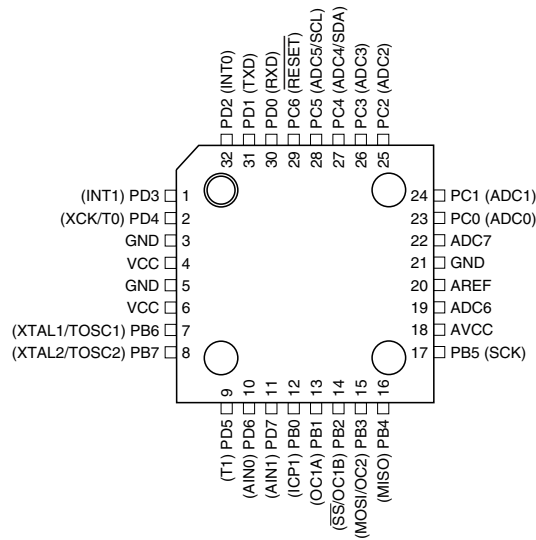 32 PD2 (INT0)
31 PD1 (TXD)
30 PD0 (RXD)
29 PC6 (RESET)
28 PC5 (ADC5/SCL)
27 PC4 (ADC4/SDA)
26 PC3 (ADC3)
25 PC2 (ADC2)
(INT1) PD3 1
(XCK/T0) PD4 2
GND 3
VCC 4
GND 5
VCC 6
(XTAL1/TOSC1) PB6 7
(XTAL2/TOSC2) PB7 8
24 PC1 (ADC1)
23 PC0 (ADC0)
22 ADC7
21 GND
20 AREF
19 ADC6
18 AVCC
17 PB5 (SCK)
(T1) PD5 9
(AIN0) PD6 10
(AIN1) PD7 11
(ICP1) PB0 12
(OC1A) PB1 13
(SS/OC1B) PB2 14
(MOSI/OC2) PB3 15
(MISO) PB4 16